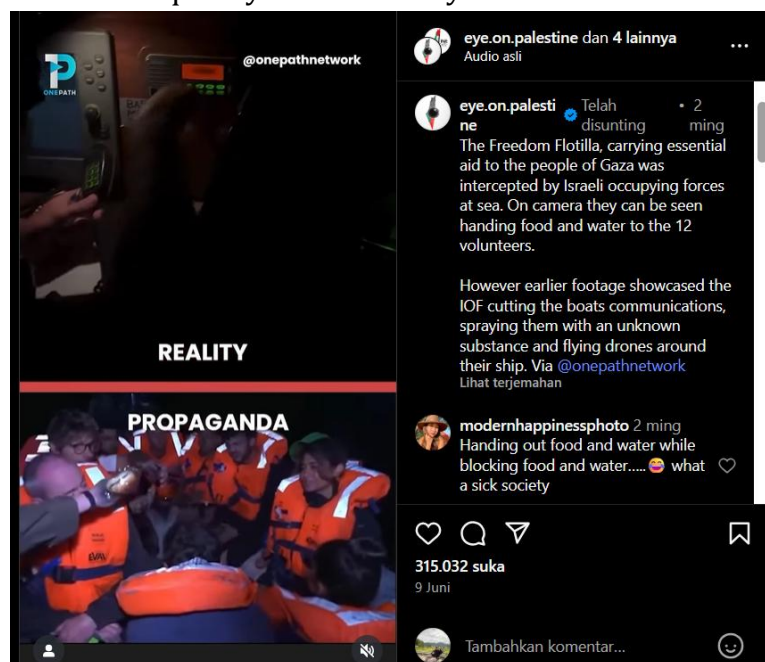 @onepathnetwork
1P
ONEPATH
REALITY
PROPAGANDA
EVAL
eye.on.palestine dan 4 lainnya
Audio asli
eye.on.palesti
ne
Telah
disunting
• 2
ming
The Freedom Flotilla, carrying essential
aid to the people of Gaza was
intercepted by Israeli occupying forces
at sea. On camera they can be seen
handing food and water to the 12
volunteers.
However earlier footage showcased the
IOF cutting the boats communications,
spraying them with an unknown
substance and flying drones around
their ship. Via @onepathnetwork
Lihat terjemahan
modernhappinessphoto 2 ming
Handing out food and water while
blocking food and water..... 😂 what
a sick society
315.032 suka
9 Juni
Tambahkan komentar...